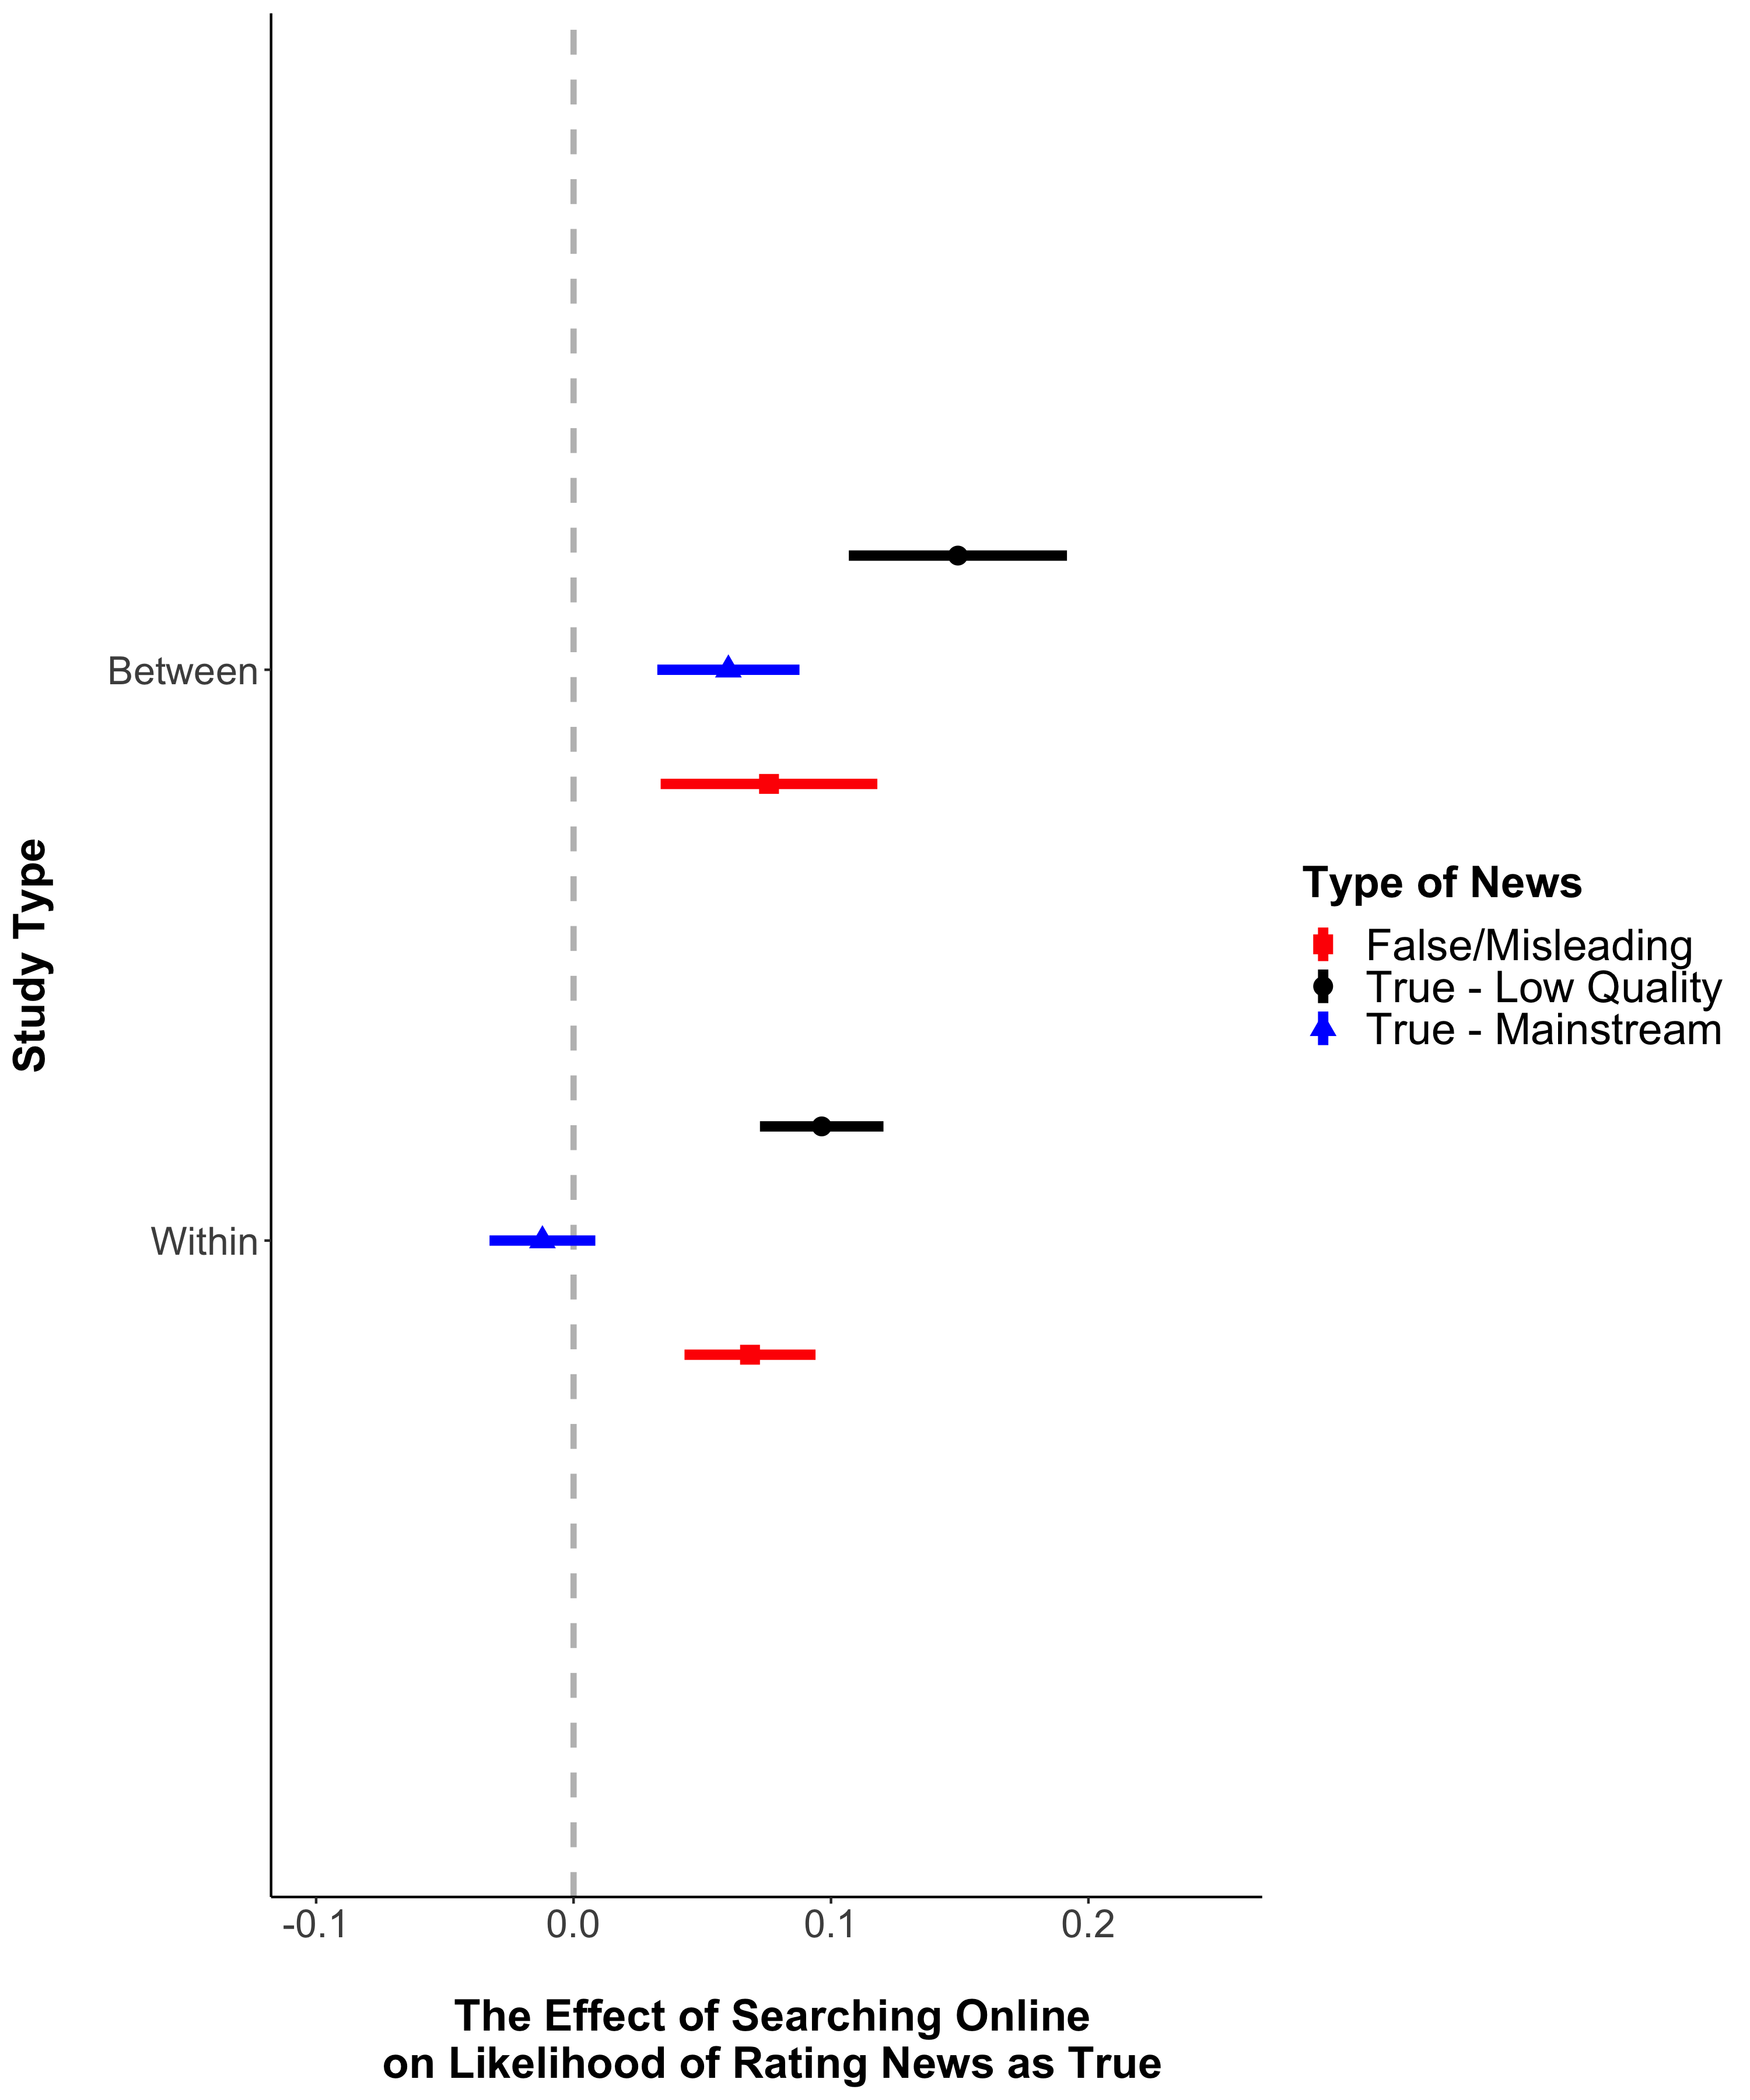 Study Type
Between
Within
-0.1
0.0
0.1
0.2
The Effect of Searching Online
on Likelihood of Rating News as True
Type of News
False/Misleading
True - Low Quality
True - Mainstream